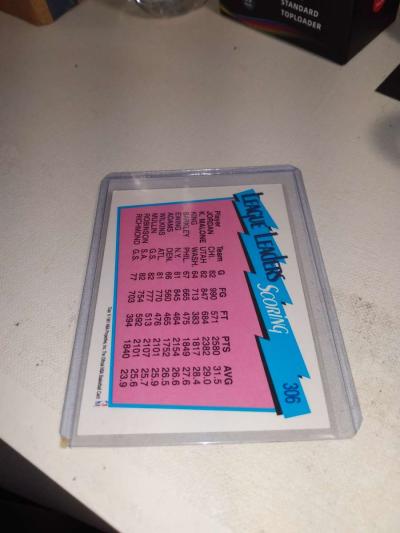 STANDARD
TOPLOADER
LEAGUE LEADERS SCORING
306
Player Team G FG FT PTS AVG
JORDAN CHI. 82 990 571 2580 31.5
K. MALONE UTAH 82 847 684 2382 29.0
KING WASH. 64 713 383 1817 28.4
BARKLEY PHIL. 67 665 475 1849 27.6
EWING N.Y. 81 845 464 2154 26.6
ADAMS DEN. 66 560 465 1752 26.5
WILKINS ATL. 81 770 476 2101 25.9
MULLIN G.S. 82 777 513 2107 25.7
ROBINSON S.A. 82 754 592 2101 25.6
RICHMOND G.S. 77 703 394 1840 23.9